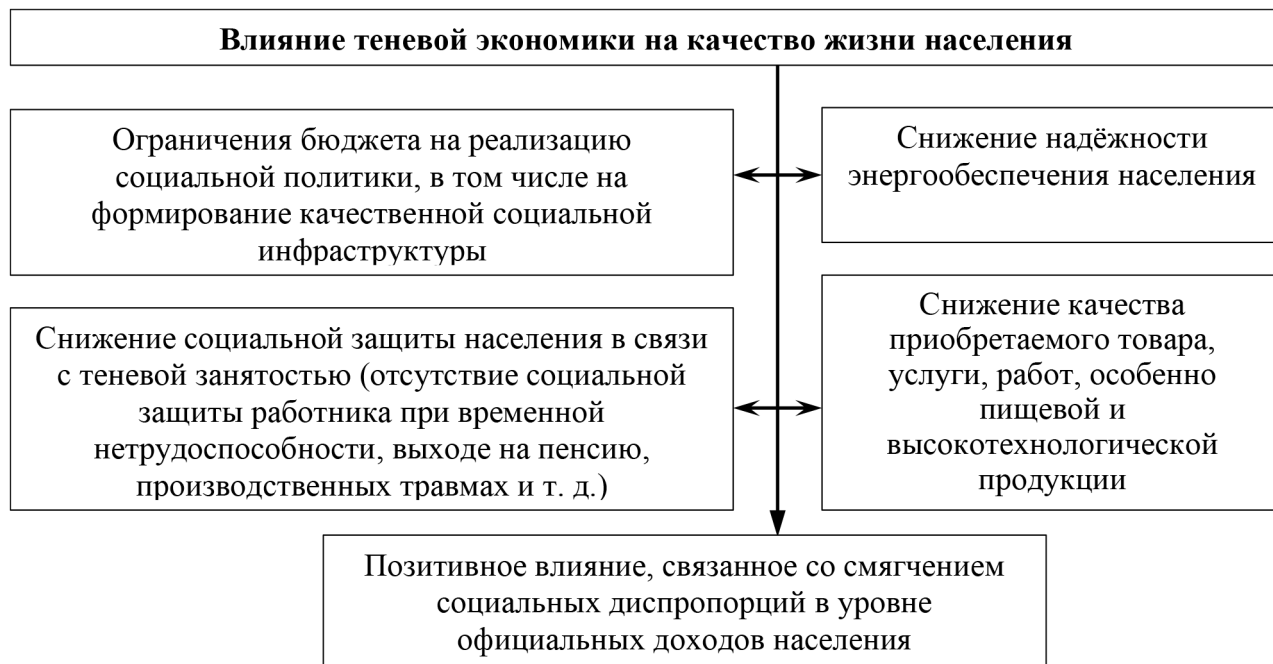 Влияние теневой экономики на качество жизни населения
Ограничения бюджета на реализацию
социальной политики, в том числе на
формирование качественной социальной
инфраструктуры
Снижение надёжности
энергообеспечения населения
Снижение социальной защиты населения в связи
с теневой занятостью (отсутствие социальной
защиты работника при временной
нетрудоспособности, выходе на пенсию,
производственных травмах и т. д.)
Снижение качества
приобретаемого товара,
услуги, работ, особенно
пищевой и
высокотехнологической
продукции
Позитивное влияние, связанное со смягчением
социальных диспропорций в уровне
официальных доходов населения